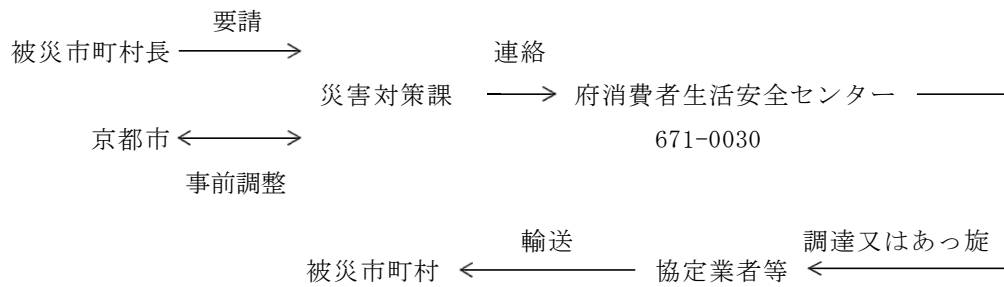 要請
被災市町村長
連絡
災害対策課
府消費者生活安全センター
京都市
671-0030
事前調整
輸送
調達又はあっ旋
被災市町村
協定業者等